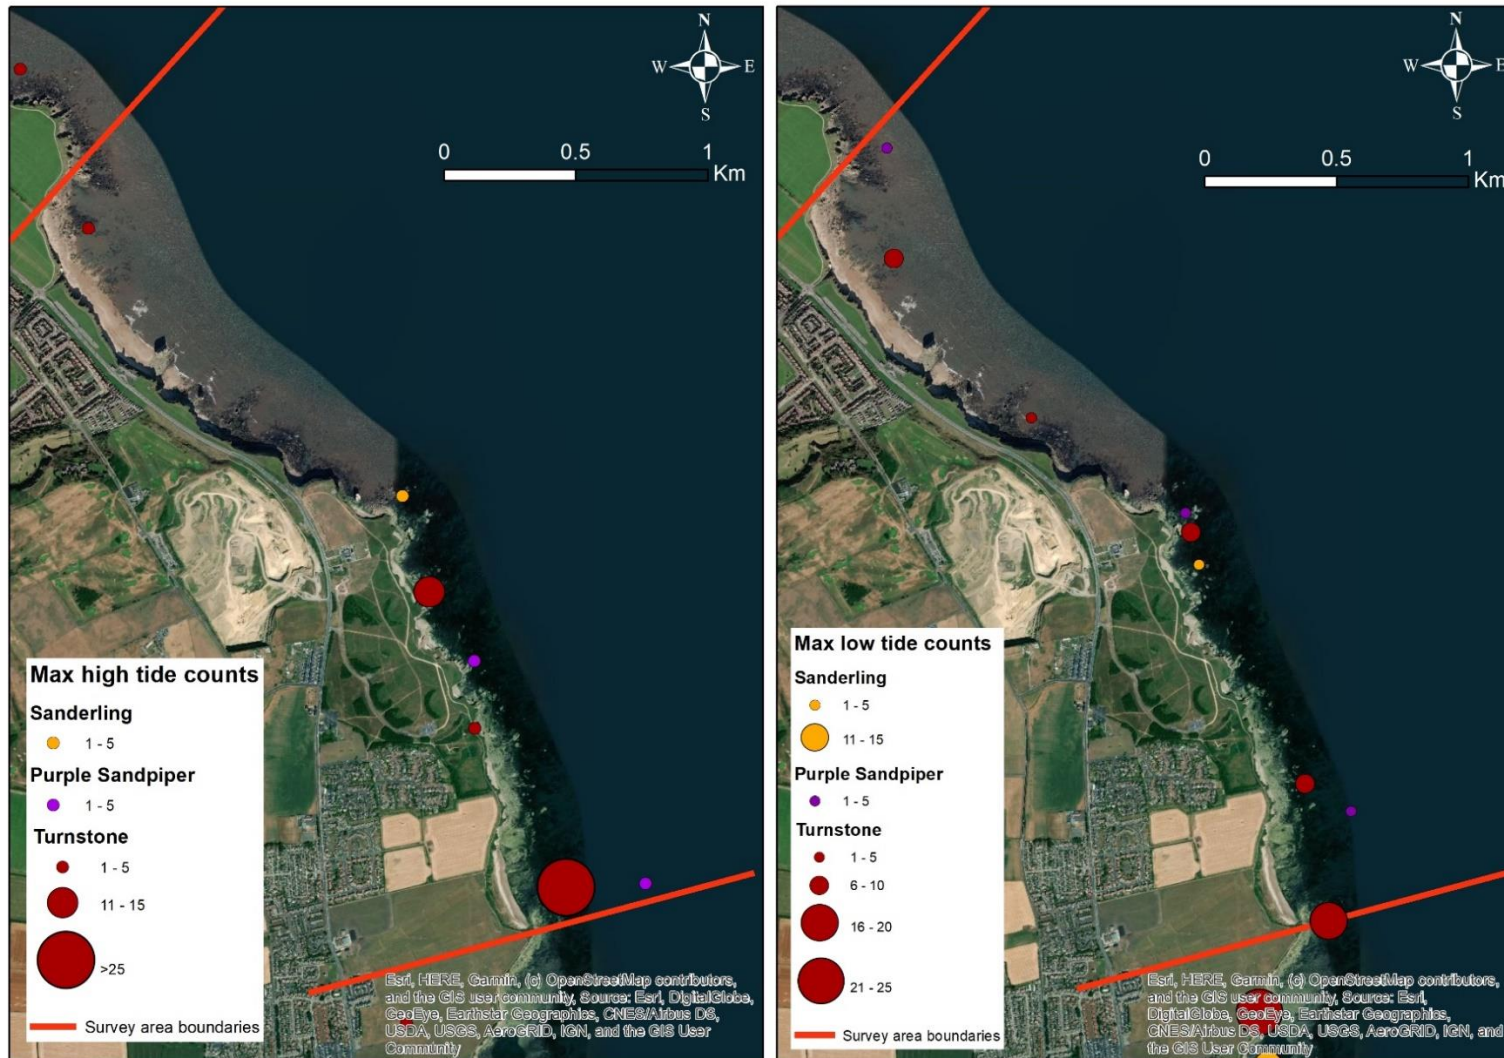 N
W E
S
0 0.5 1
Km
Max high tide counts
Sanderling
1 - 5
Purple Sandpiper
1 - 5
Turnstone
1 - 5
11 - 15
>25
Survey area boundaries
Esri, HERE, Garmin, (c) OpenStreetMap contributors,
and the GIS user community, Source: Esri, DigitalGlobe,
GeoEye, Earthstar Geographics, CNES/Airbus DS,
USDA, USGS, AeroGRID, IGN, and the GIS User
Community
N
W E
S
0 0.5 1
Km
Max low tide counts
Sanderling
1 - 5
11 - 15
Purple Sandpiper
1 - 5
Turnstone
1 - 5
6 - 10
16 - 20
21 - 25
Survey area boundaries
Esri, HERE, Garmin, (c) OpenStreetMap contributors,
and the GIS user community, Source: Esri,
DigitalGlobe, GeoEye, Earthstar Geographics,
CNES/Airbus DS, USDA, USGS, AeroGRID, IGN, and
the GIS User Community